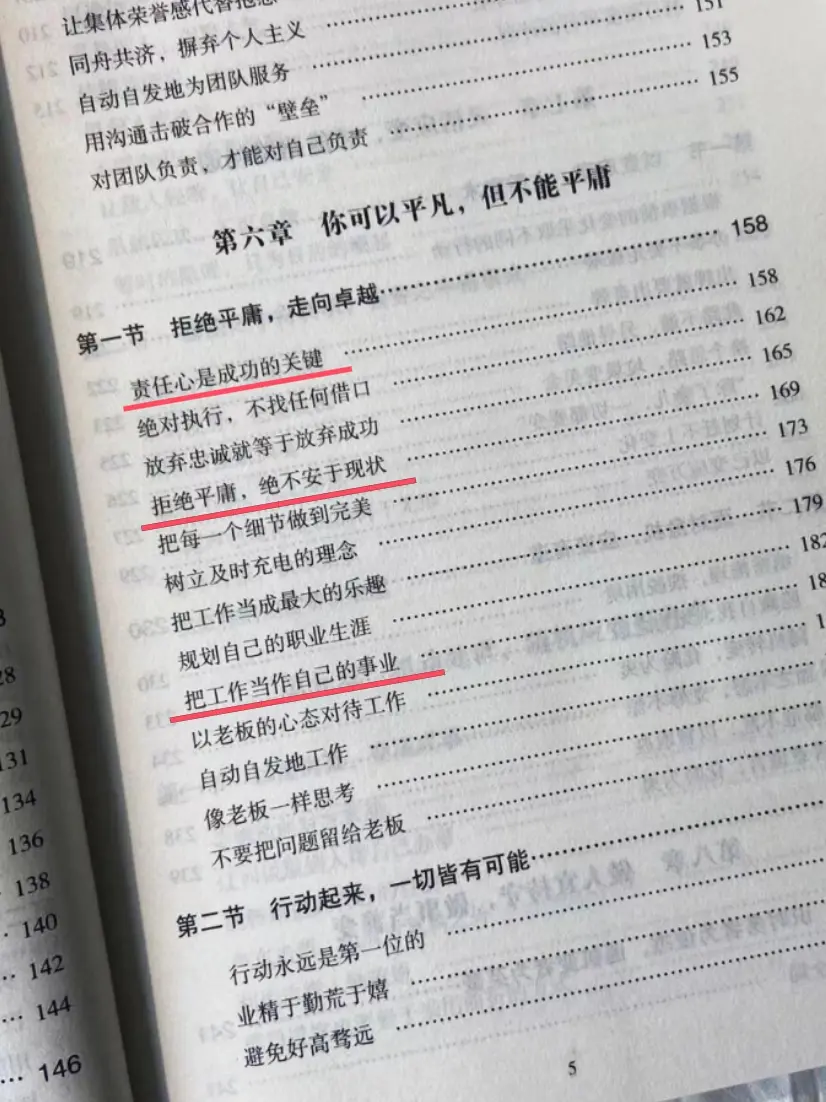 让集体荣誉感代替抱怨
同舟共济，摒弃个人主义 151
自动自发地为团队服务 153
用沟通击破合作的“壁垒” 155
对团队负责，才能对自己负责
第六章 你可以平凡，但不能平庸
第一节 拒绝平庸，走向卓越 158
责任心是成功的关键 158
绝对执行，不找任何借口 162
放弃忠诚就等于放弃成功 165
拒绝平庸，绝不安于现状 169
把每一个细节做到完美 173
树立及时充电的理念 176
把工作当成最大的乐趣 179
规划自己的职业生涯 182
把工作当作自己的事业
以老板的心态对待工作
自动自发地工作
像老板一样思考
不要把问题留给老板
第二节 行动起来，一切皆有可能
行动永远是第一位的
业精于勤荒于嬉
避免好高骛远
5
129
131
134
136
138
140
142
144
146